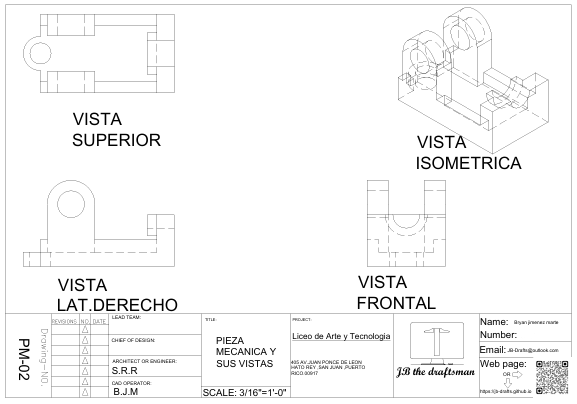 VISTA
SUPERIOR
VISTA
ISOMETRICA
VISTA
LAT.DERECHO
VISTA
FRONTAL
PM-02
Drawing-NO.
REVISIONS NO. DATE
LEAD TEAM:
CHIEF OF DESIGN:
ARCHITECT OR ENGINEER:
S.R.R
CAD OPERATOR:
B.J.M
TITLE:
PIEZA
MECANICA Y
SUS VISTAS
SCALE: 3/16"=1'-0"
PROJECT:
Liceo de Arte y Tecnologia
405 AV.JUAN PONCE DE LEON
HATO REY ,SAN JUAN ,PUERTO
RICO 00917
JB the draftsman
Name: Bryan jimenez marte
Number:
Email: JB-Drafts@outlook.com
Web page:
OR
https://jb-drafts.github.io